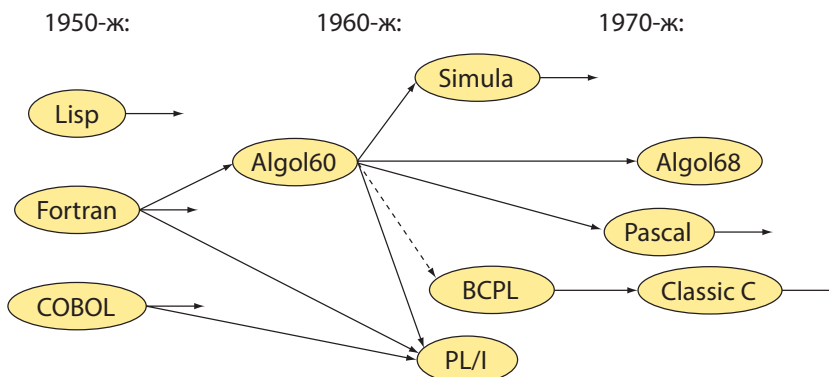 1950-ж: 1960-ж: 1970-ж:
Simula
Lisp
Algol60 Algol68
Fortran
Pascal
BCPL Classic C
COBOL
PL/I